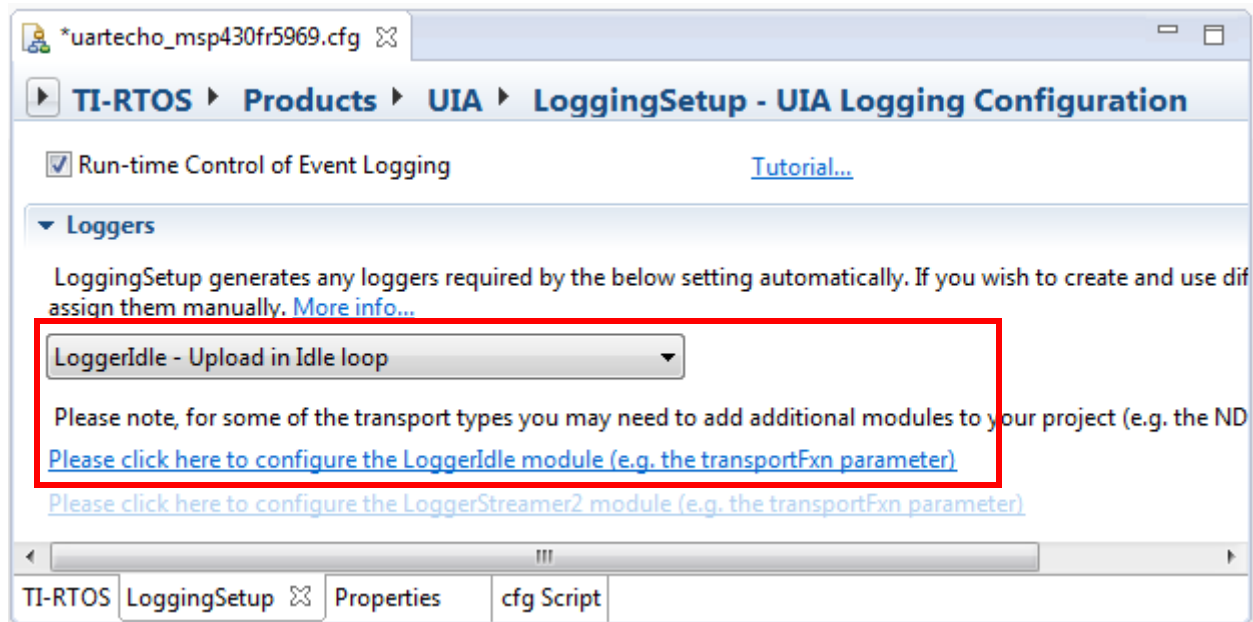 *uartecho_msp430fr5969.cfg
TI-RTOS Products UIA LoggingSetup - UIA Logging Configuration
Run-time Control of Event Logging Tutorial...
Loggers
LoggingSetup generates any loggers required by the below setting automatically. If you wish to create and use dif
assign them manually. More info...
LoggerIdle - Upload in Idle loop
Please note, for some of the transport types you may need to add additional modules to your project (e.g. the ND
Please click here to configure the LoggerIdle module (e.g. the transportFxn parameter)
Please click here to configure the LoggerStreamer2 module (e.g. the transportFxn parameter)
TI-RTOS LoggingSetup Properties cfg Script